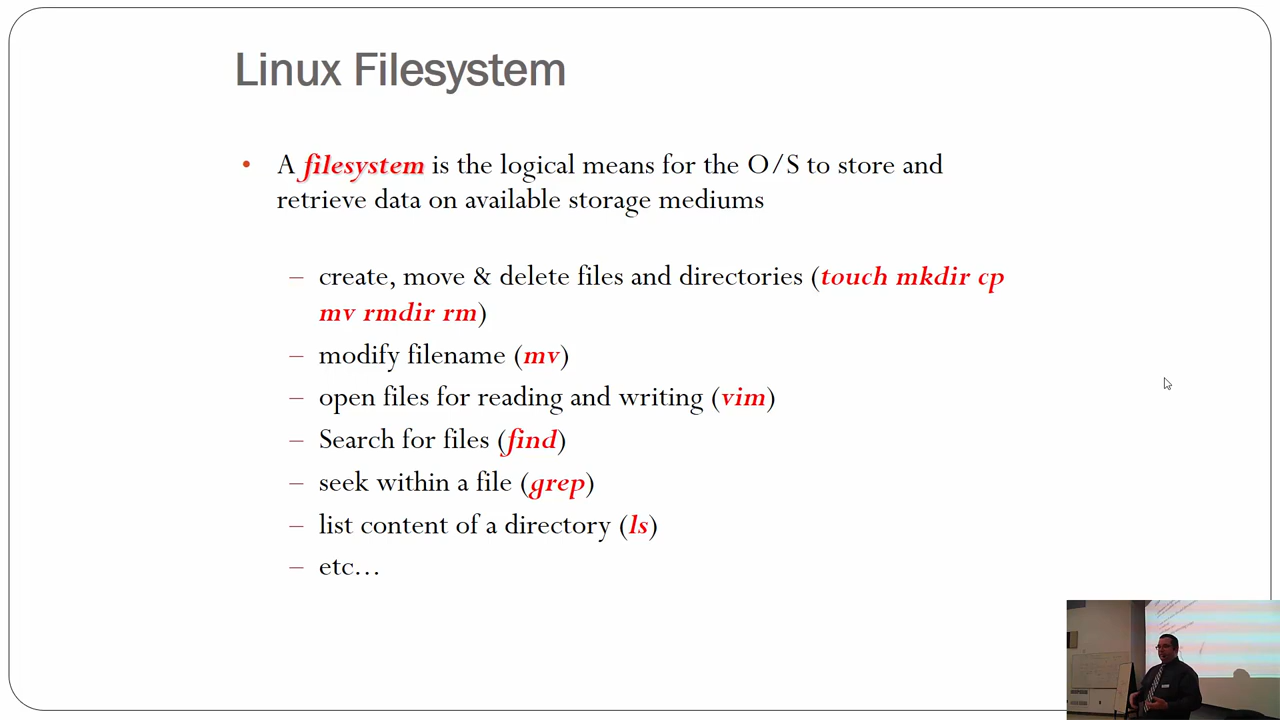 Linux Filesystem
• A filesystem is the logical means for the O/S to store and
retrieve data on available storage mediums
– create, move & delete files and directories (touch mkdir cp
mv rmdir rm)
– modify filename (mv)
– open files for reading and writing (vim)
– Search for files (find)
– seek within a file (grep)
– list content of a directory (ls)
– etc…